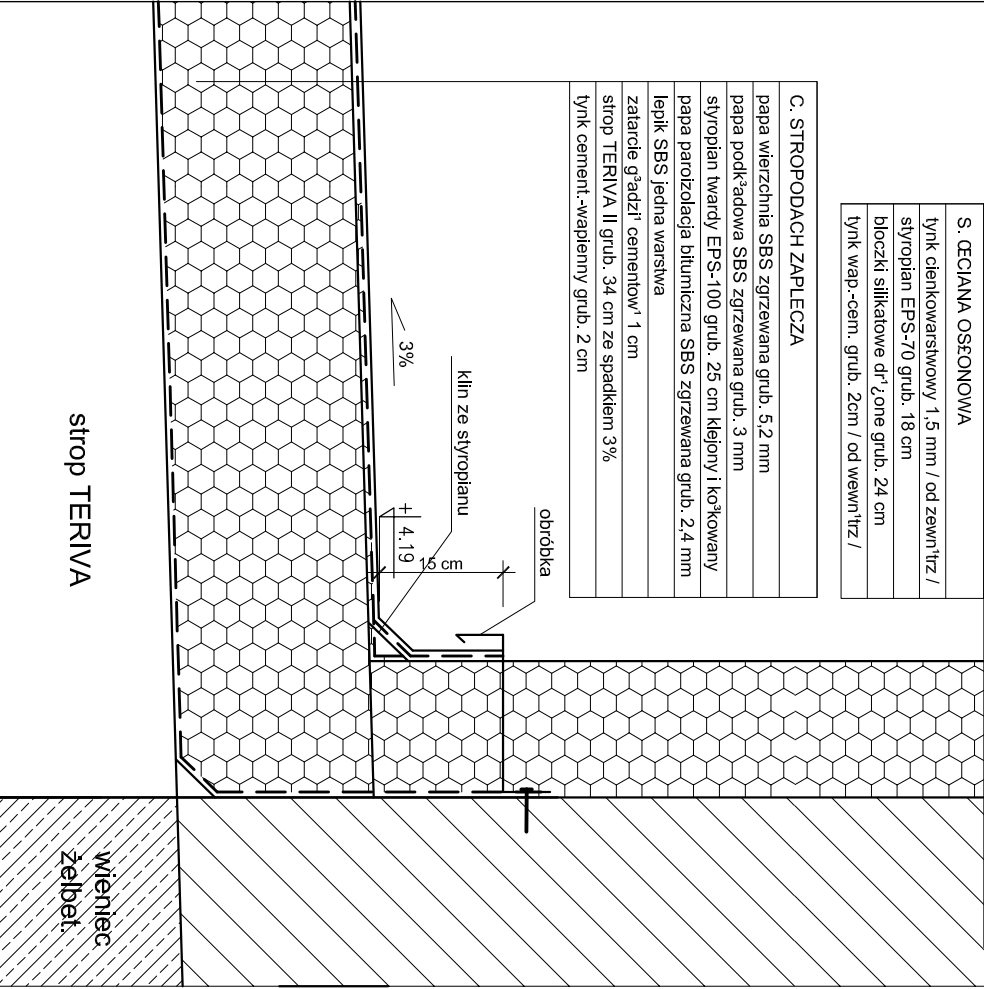 S. ŒCIANA OS£ONOWA
tynk cienkowarstwowy 1,5 mm / od zewn¹trz /
styropian EPS-70 grub. 18 cm
bloczki silikatowe dr¹¿one grub. 24 cm
tynk wap.-cem. grub. 2cm / od wewn¹trz /
C. STROPODACH ZAPLECZA
papa wierzchnia SBS zgrzewana grub. 5,2 mm
papa podk³adowa SBS zgrzewana grub. 3 mm
styropian twardy EPS-100 grub. 25 cm klejony i ko³kowany
papa paroizolacja bitumiczna SBS zgrzewana grub. 2,4 mm
lepik SBS jedna warstwa
zatarcie g³adzi¹ cementow¹ 1 cm
strop TERIVA II grub. 34 cm ze spadkiem 3%
tynk cement.-wapienny grub. 2 cm
obróbka
klin ze styropianu
15 cm
+ 4.19
3%
strop TERIVA
wieniec
żelbet.